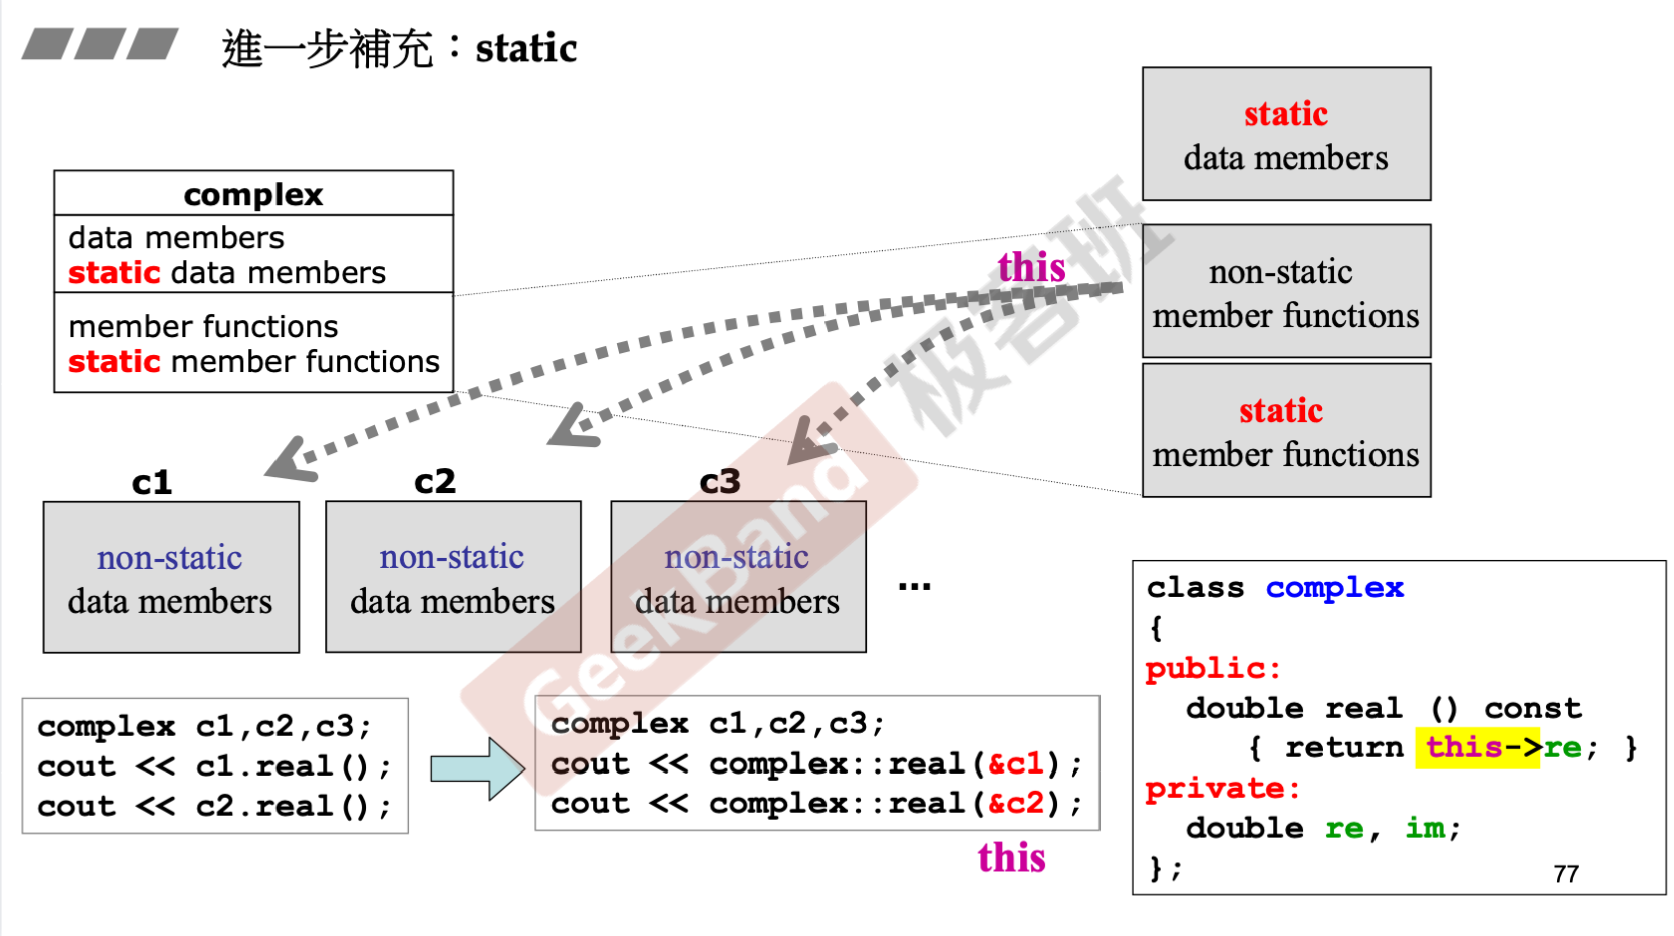 進一步補充：static
static
data members
complex
data members
static data members
member functions
static member functions
this
non-static
member functions
static
member functions
c1
c2
c3
non-static
data members
non-static
data members
non-static
data members
...
complex c1,c2,c3;
cout << c1.real();
cout << c2.real();
complex c1,c2,c3;
cout << complex::real(&c1);
cout << complex::real(&c2);
this
class complex
{
public:
double real () const
{ return this->re; }
private:
double re, im;
};
77
GeekBand
极客班